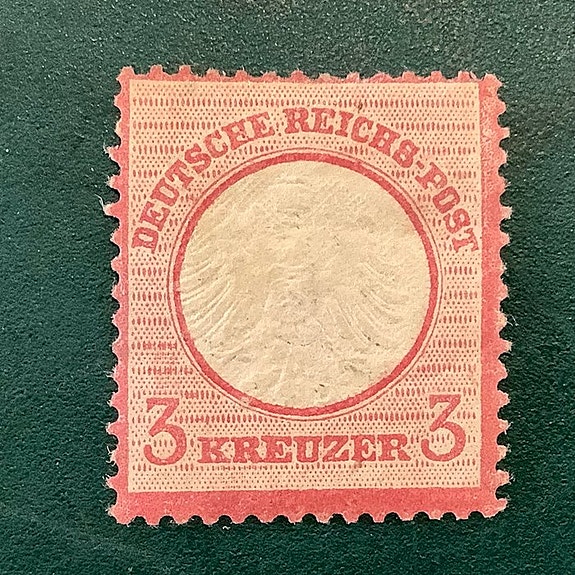 DEUTSCHE REICHS-POST
3 KREUZER 3